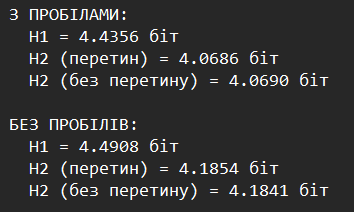 З ПРОБІЛАМИ:
H1 = 4.4356 біт
H2 (перетин) = 4.0686 біт
H2 (без перетину) = 4.0690 біт
БЕЗ ПРОБІЛІВ:
H1 = 4.4908 біт
H2 (перетин) = 4.1854 біт
H2 (без перетину) = 4.1841 біт